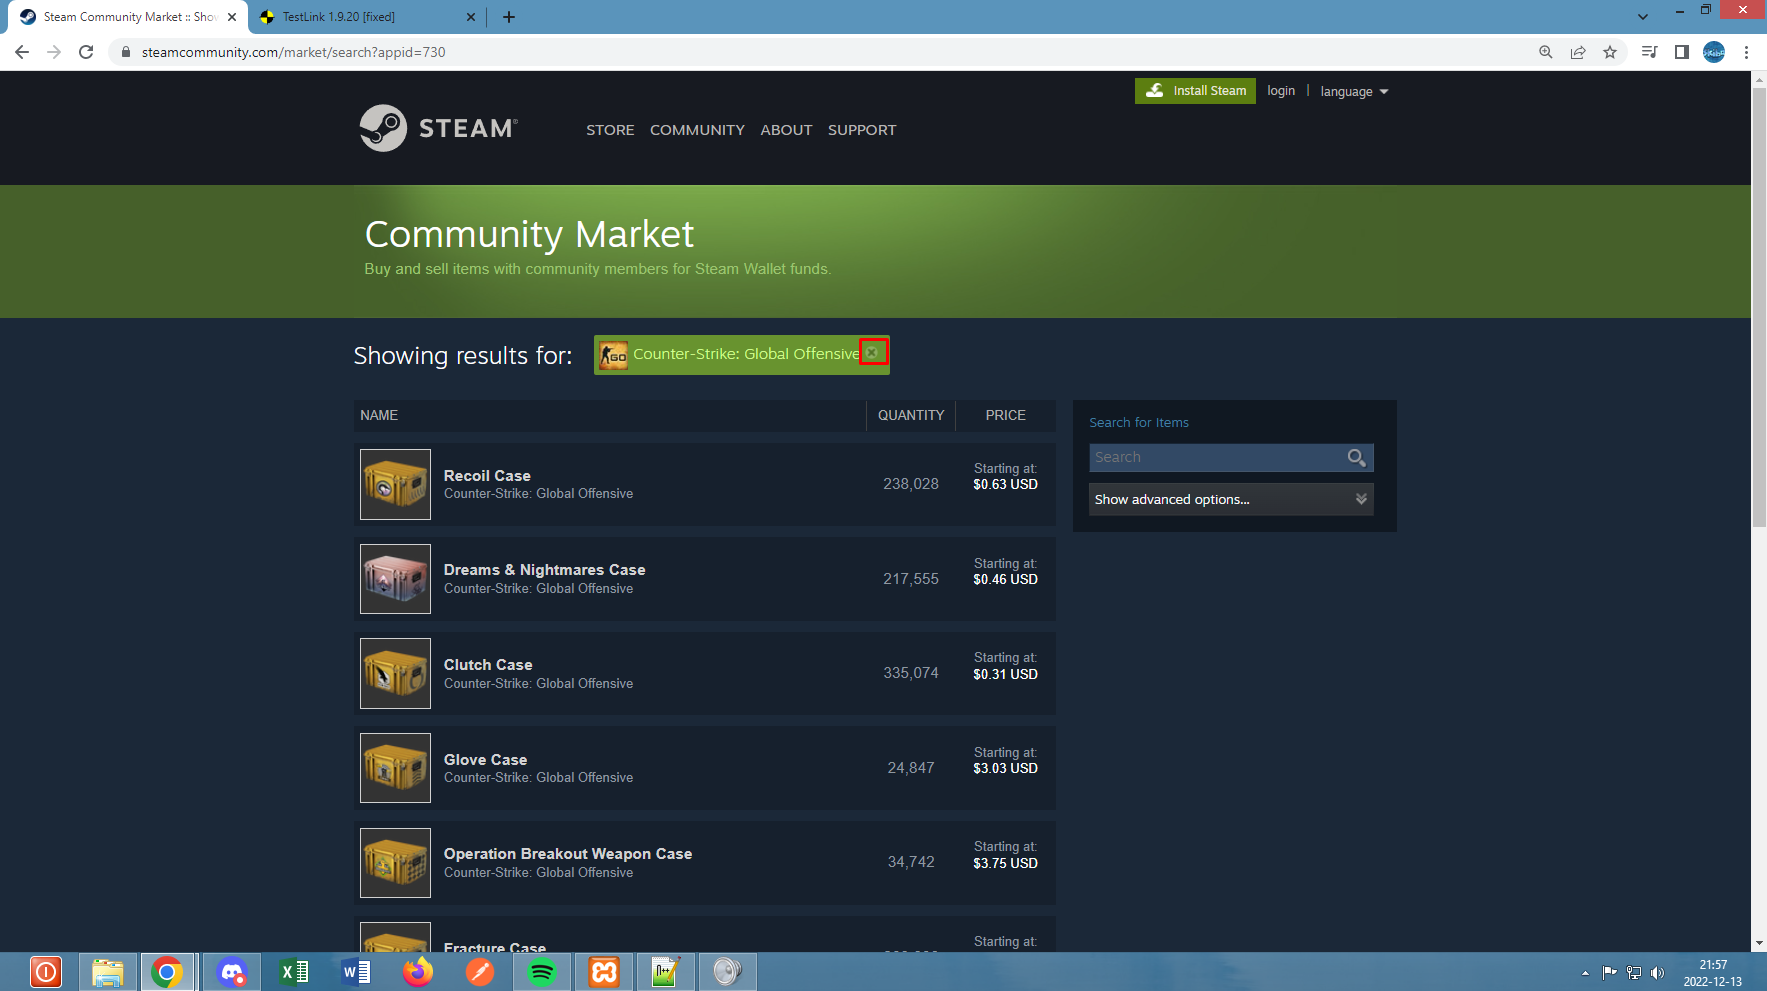 Steam Community Market :: Show
TestLink 1.9.20 [fixed]
steamcommunity.com/market/search?appid=730
Install Steam
login
|
language
STEAM®
STORE
COMMUNITY
ABOUT
SUPPORT
Community Market
Buy and sell items with community members for Steam Wallet funds.
Showing results for:
GO
Counter-Strike: Global Offensive
NAME
QUANTITY
PRICE
Search for Items
Search
Show advanced options...
Recoil Case
Counter-Strike: Global Offensive
238,028
Starting at:
$0.63 USD
Dreams & Nightmares Case
Counter-Strike: Global Offensive
217,555
Starting at:
$0.46 USD
Clutch Case
Counter-Strike: Global Offensive
335,074
Starting at:
$0.31 USD
Glove Case
Counter-Strike: Global Offensive
24,847
Starting at:
$3.03 USD
Operation Breakout Weapon Case
Counter-Strike: Global Offensive
34,742
Starting at:
$3.75 USD
Fracture Case
Starting at:
21:57
2022-12-13